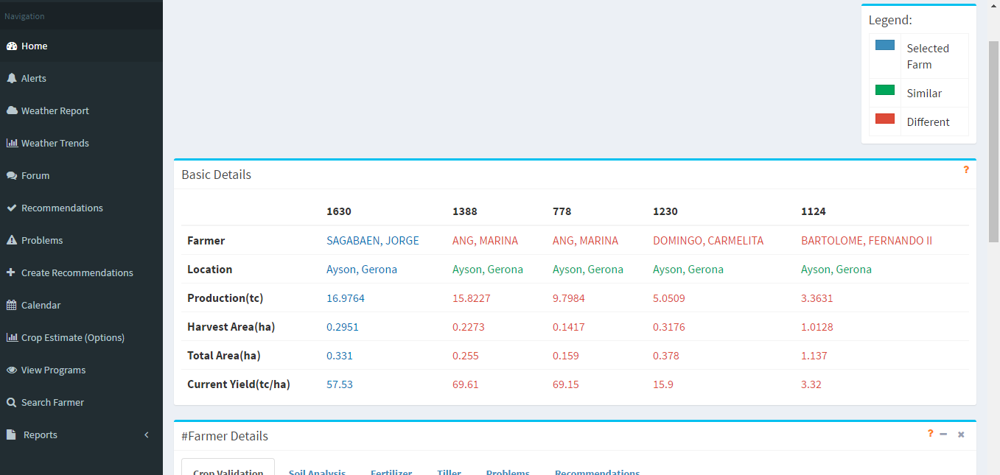 Navigation
Home
Alerts
Weather Report
Weather Trends
Forum
Recommendations
Problems
Create Recommendations
Calendar
Crop Estimate (Options)
View Programs
Search Farmer
Reports
Legend:
Selected
Farm
Similar
Different
Basic Details ?
1630 1388 778 1230 1124
Farmer SAGABAEN, JORGE ANG, MARINA ANG, MARINA DOMINGO, CARMELITA BARTOLOME, FERNANDO II
Location Ayson, Gerona Ayson, Gerona Ayson, Gerona Ayson, Gerona Ayson, Gerona
Production(tc) 16.9764 15.8227 9.7984 5.0509 3.3631
Harvest Area(ha) 0.2951 0.2273 0.1417 0.3176 1.0128
Total Area(ha) 0.331 0.255 0.159 0.378 1.137
Current Yield(tc/ha) 57.53 69.61 69.15 15.9 3.32
#Farmer Details ?
Crop Validation Soil Analysis Fertilizer Tiller Problems Recommendations